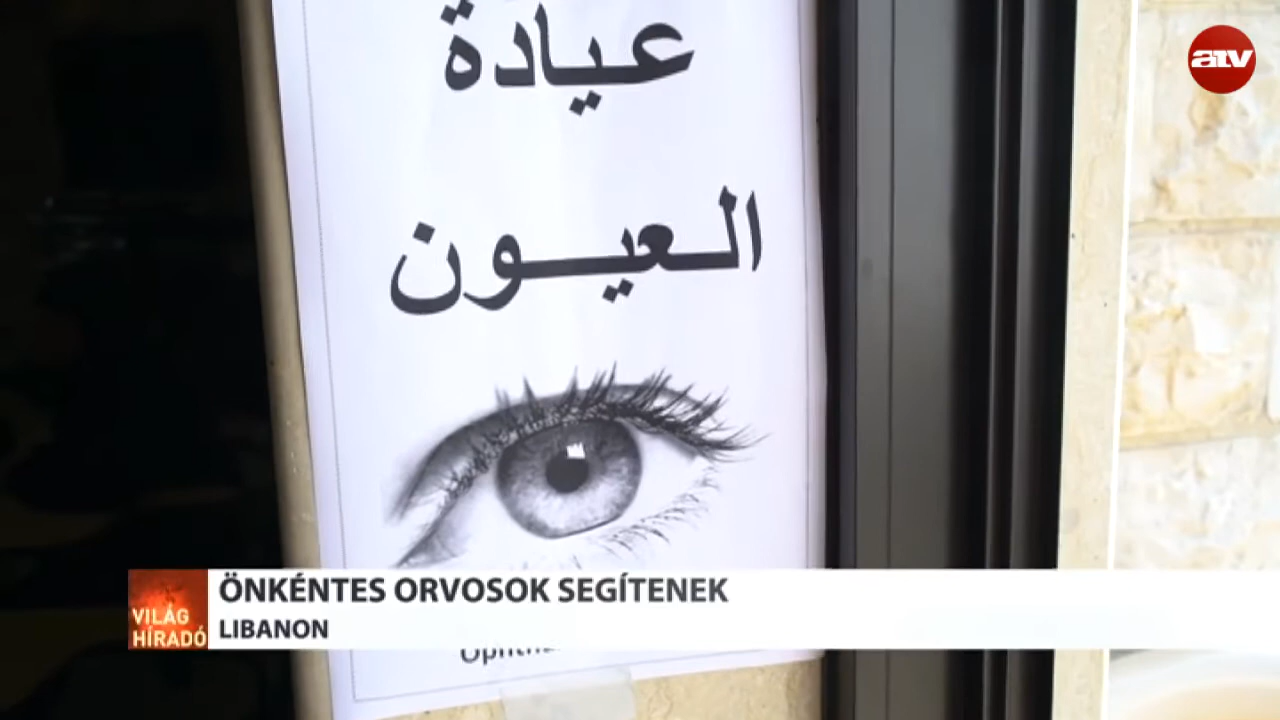 عيادة
العيون
atv
ÖNKÉNTES ORVOSOK SEGÍTENEK
VILÁG
HÍRADÓ
LIBANON